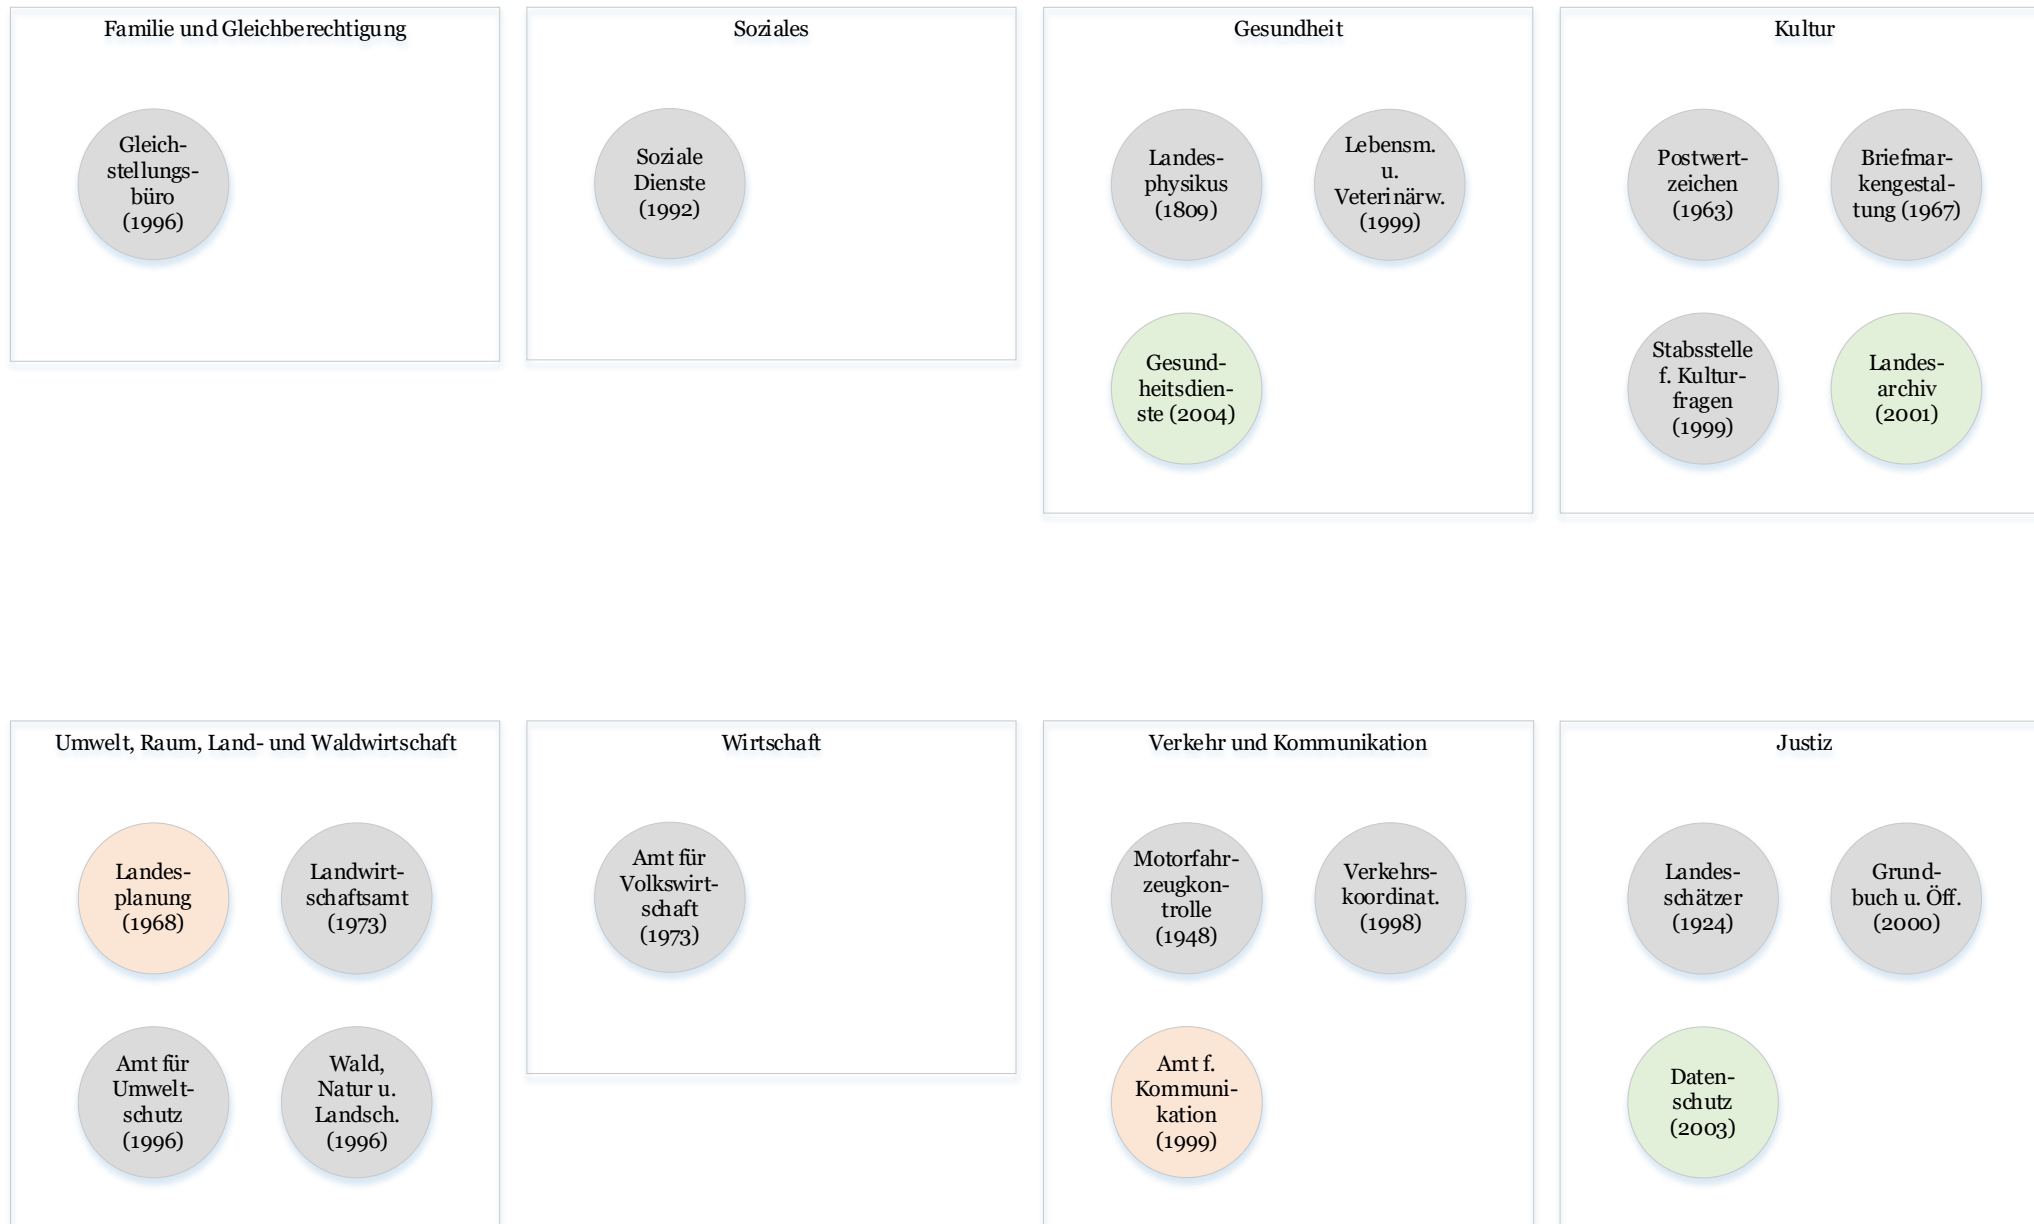 Familie und Gleichberechtigung
Gleich-
stellungs-
büro
(1996)
Soziales
Soziale
Dienste
(1992)
Gesundheit
Landes-
physikus
(1809)
Lebensm.
u.
Veterinärw.
(1999)
Gesund-
heitsdien-
ste (2004)
Kultur
Postwert-
zeichen
(1963)
Briefmar-
kengestal-
tung (1967)
Stabsstelle
f. Kultur-
fragen
(1999)
Landes-
archiv
(2001)
Umwelt, Raum, Land- und Waldwirtschaft
Landes-
planung
(1968)
Landwirt-
schaftsamt
(1973)
Amt für
Umwelt-
schutz
(1996)
Wald,
Natur u.
Landsch.
(1996)
Wirtschaft
Amt für
Volkswirt-
schaft
(1973)
Verkehr und Kommunikation
Motorfahr-
zeugkon-
trolle
(1948)
Verkehrs-
koordinat.
(1998)
Amt f.
Kommuni-
kation
(1999)
Justiz
Landes-
schätzer
(1924)
Grund-
buch u. Öff.
(2000)
Daten-
schutz
(2003)